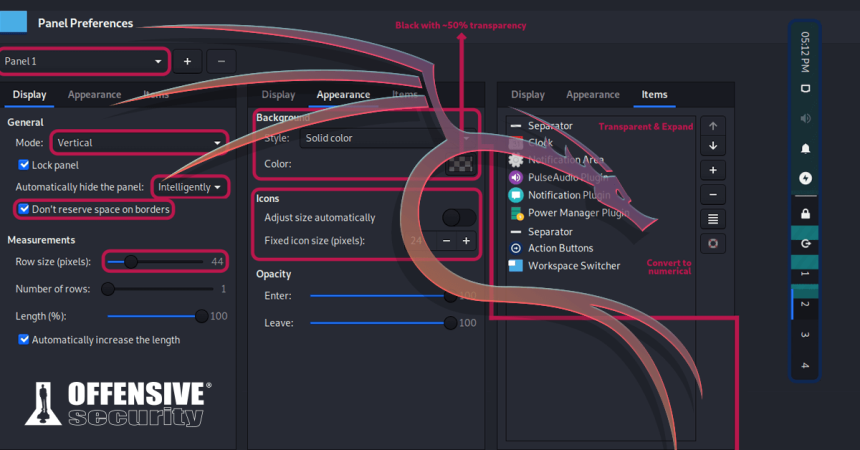 Panel Preferences
Black with ~50% transparency
Panel 1
Display Appearance Items
General
Mode: Vertical
Lock panel
Automatically hide the panel: Intelligently
Don't reserve space on borders
Measurements
Row size (pixels): 44
Number of rows: 1
Length (%): 100
Automatically increase the length
OFFENSIVE®
security
Display Appearance Items
Background
Style: Solid color
Color:
Icons
Adjust size automatically
Fixed icon size (pixels): 24
Opacity
Enter: 100
Leave: 100
Display Appearance Items
Separator
Transparent & Expand
Clock
Notification Area
PulseAudio Plugin
Notification Plugin
Power Manager Plugin
Separator
Action Buttons
Workspace Switcher
Convert to
numerical
05:12 PM
1
2
3
4